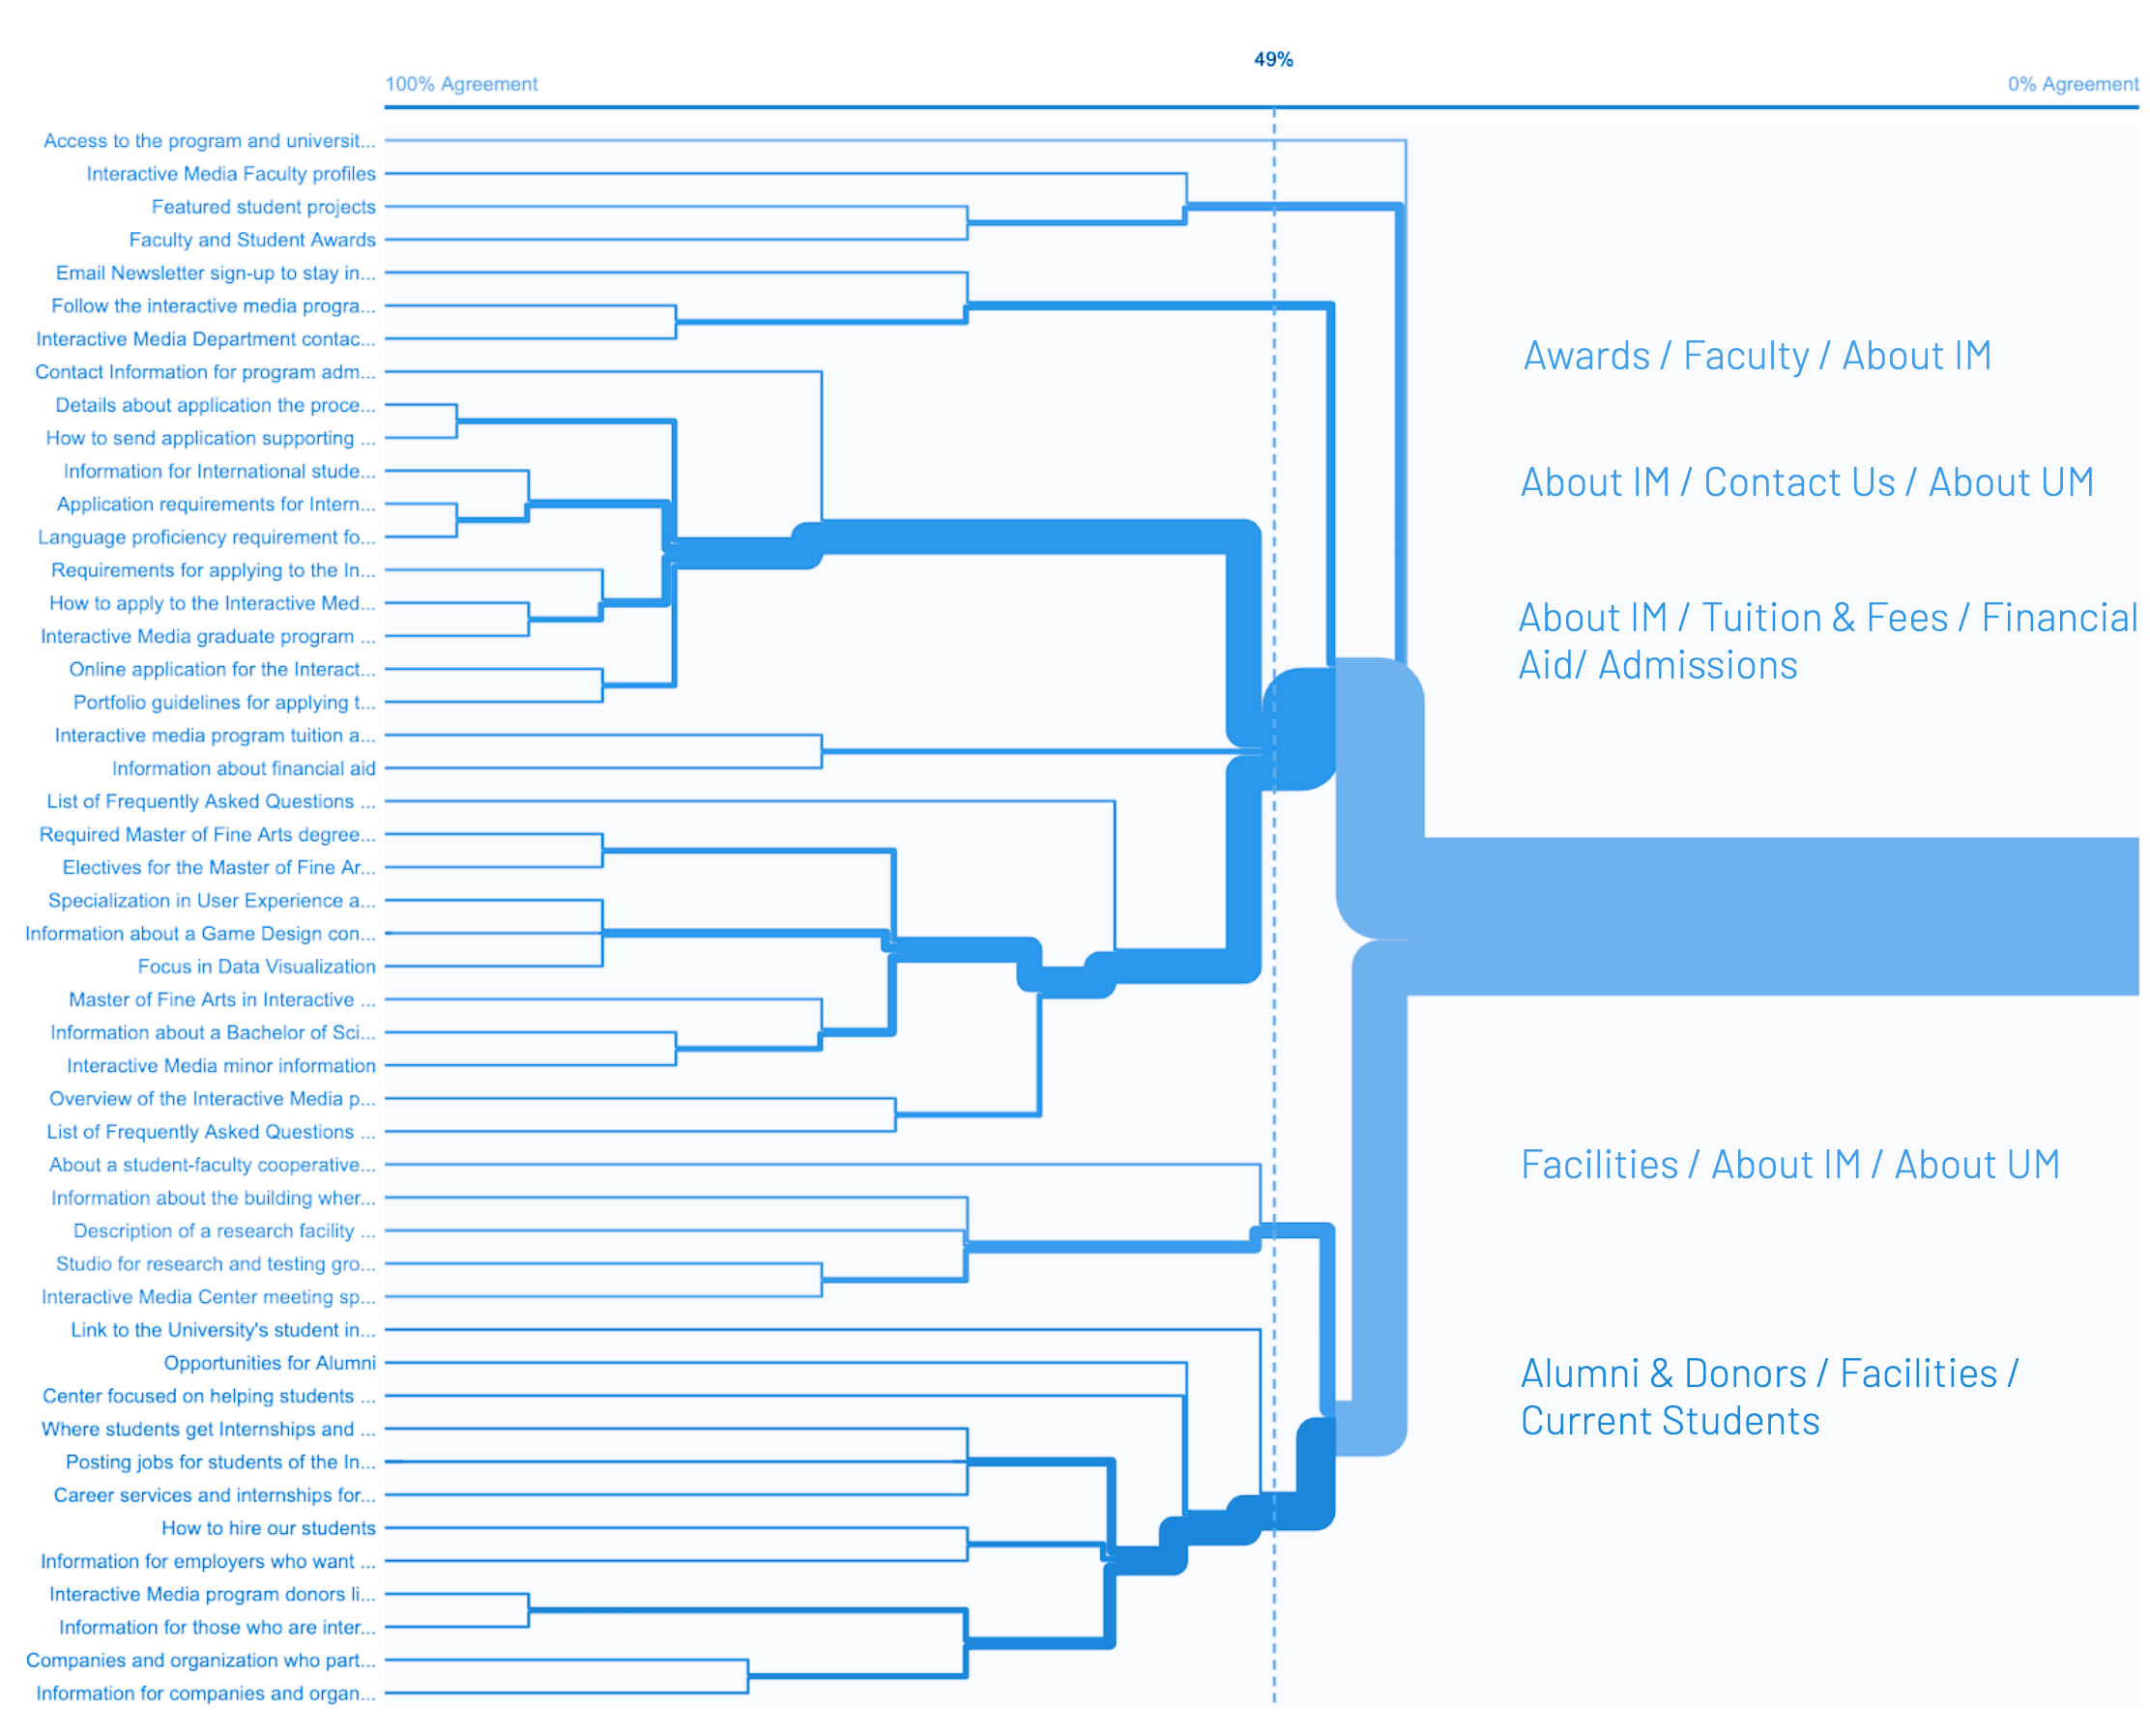 49%
100% Agreement
0% Agreement
Access to the program and universit...
Interactive Media Faculty profiles
Featured student projects
Faculty and Student Awards
Email Newsletter sign-up to stay in...
Follow the interactive media progra...
Interactive Media Department contac...
Contact Information for program adm...
Details about application the proce...
How to send application supporting ...
Information for International stude...
Application requirements for Intern...
Language proficiency requirement fo...
Requirements for applying to the In...
How to apply to the Interactive Med...
Interactive Media graduate program ...
Online application for the Interact...
Portfolio guidelines for applying t...
Interactive media program tuition a...
Information about financial aid
List of Frequently Asked Questions ...
Required Master of Fine Arts degree...
Electives for the Master of Fine Ar...
Specialization in User Experience a...
Information about a Game Design con...
Focus in Data Visualization
Master of Fine Arts in Interactive ...
Information about a Bachelor of Sci...
Interactive Media minor information
Overview of the Interactive Media p...
List of Frequently Asked Questions ...
About a student-faculty cooperative...
Information about the building wher...
Description of a research facility ...
Studio for research and testing gro...
Interactive Media Center meeting sp...
Link to the University's student in...
Opportunities for Alumni
Center focused on helping students ...
Where students get Internships and ...
Posting jobs for students of the In...
Career services and internships for...
How to hire our students
Information for employers who want ...
Interactive Media program donors li...
Information for those who are inter...
Companies and organization who part...
Information for companies and organ...
Awards / Faculty / About IM
About IM / Contact Us / About UM
About IM / Tuition & Fees / Financial
Aid/ Admissions
Facilities / About IM / About UM
Alumni & Donors / Facilities /
Current Students